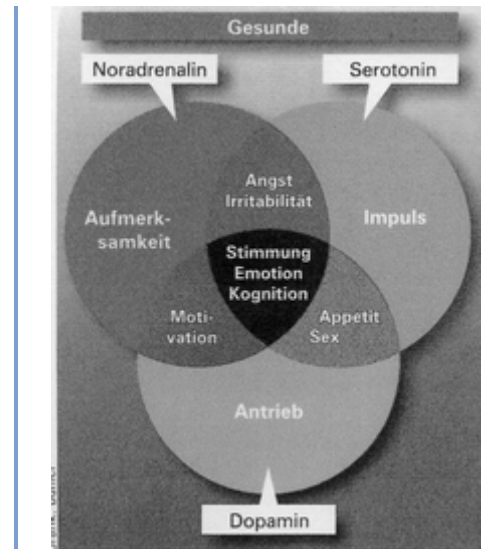 Gesunde
Noradrenalin
Serotonin
Angst
Irritabilität
Aufmerk-
samkeit
Impuls
Stimmung
Emotion
Kognition
Moti-
vation
Appetit
Sex
Antrieb
Dopamin